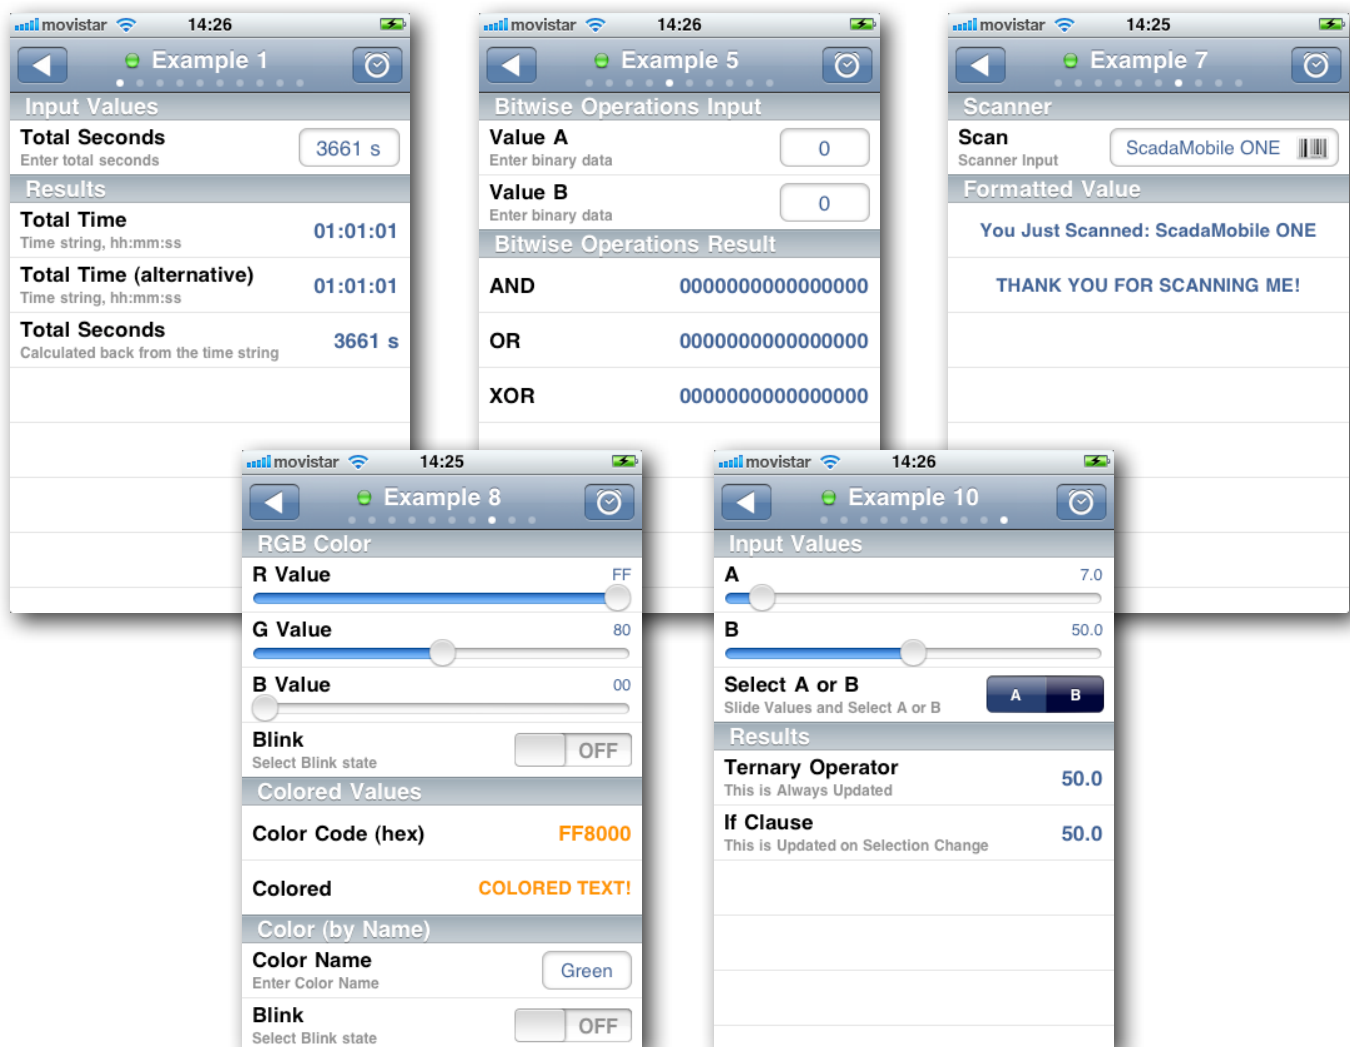 movistar 14:26
Example 1
Input Values
Total Seconds
Enter total seconds
3661 s
Results
Total Time
Time string, hh:mm:ss
01:01:01
Total Time (alternative)
Time string, hh:mm:ss
01:01:01
Total Seconds
Calculated back from the time string
3661 s
movistar 14:26
Example 5
Bitwise Operations Input
Value A
Enter binary data
0
Value B
Enter binary data
0
Bitwise Operations Result
AND 0000000000000000
OR 0000000000000000
XOR 0000000000000000
movistar 14:25
Example 7
Scanner
Scan
Scanner Input
ScadaMobile ONE
Formatted Value
You Just Scanned: ScadaMobile ONE
THANK YOU FOR SCANNING ME!
movistar 14:25
Example 8
RGB Color
R Value FF
G Value 80
B Value 00
Blink
Select Blink state
OFF
Colored Values
Color Code (hex) FF8000
Colored COLORED TEXT!
Color (by Name)
Color Name
Enter Color Name
Green
Blink
Select Blink state
OFF
movistar 14:26
Example 10
Input Values
A 7.0
B 50.0
Select A or B
Slide Values and Select A or B
A B
Results
Ternary Operator
This is Always Updated
50.0
If Clause
This is Updated on Selection Change
50.0